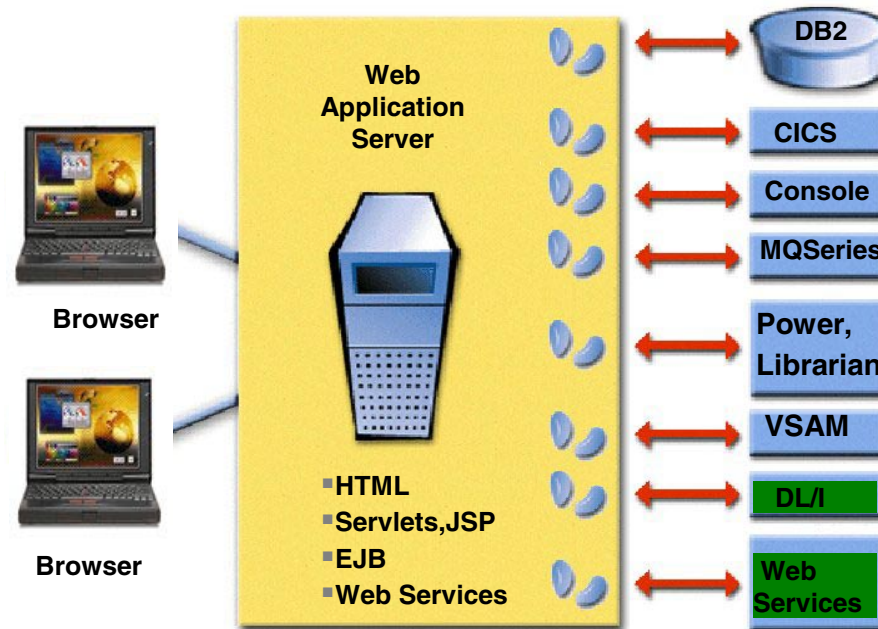 Web
Application
Server
Browser
Browser
▪HTML
▪Servlets,JSP
▪EJB
▪Web Services
DB2
CICS
Console
MQSeries
Power,
Librarian
VSAM
DL/I
Web
Services